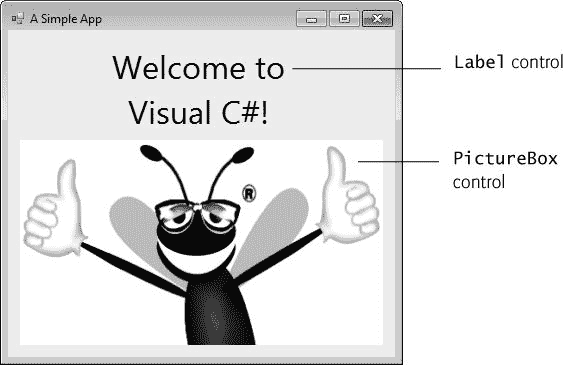 A Simple App
Welcome to
Visual C#!
®
Label control
PictureBox
control